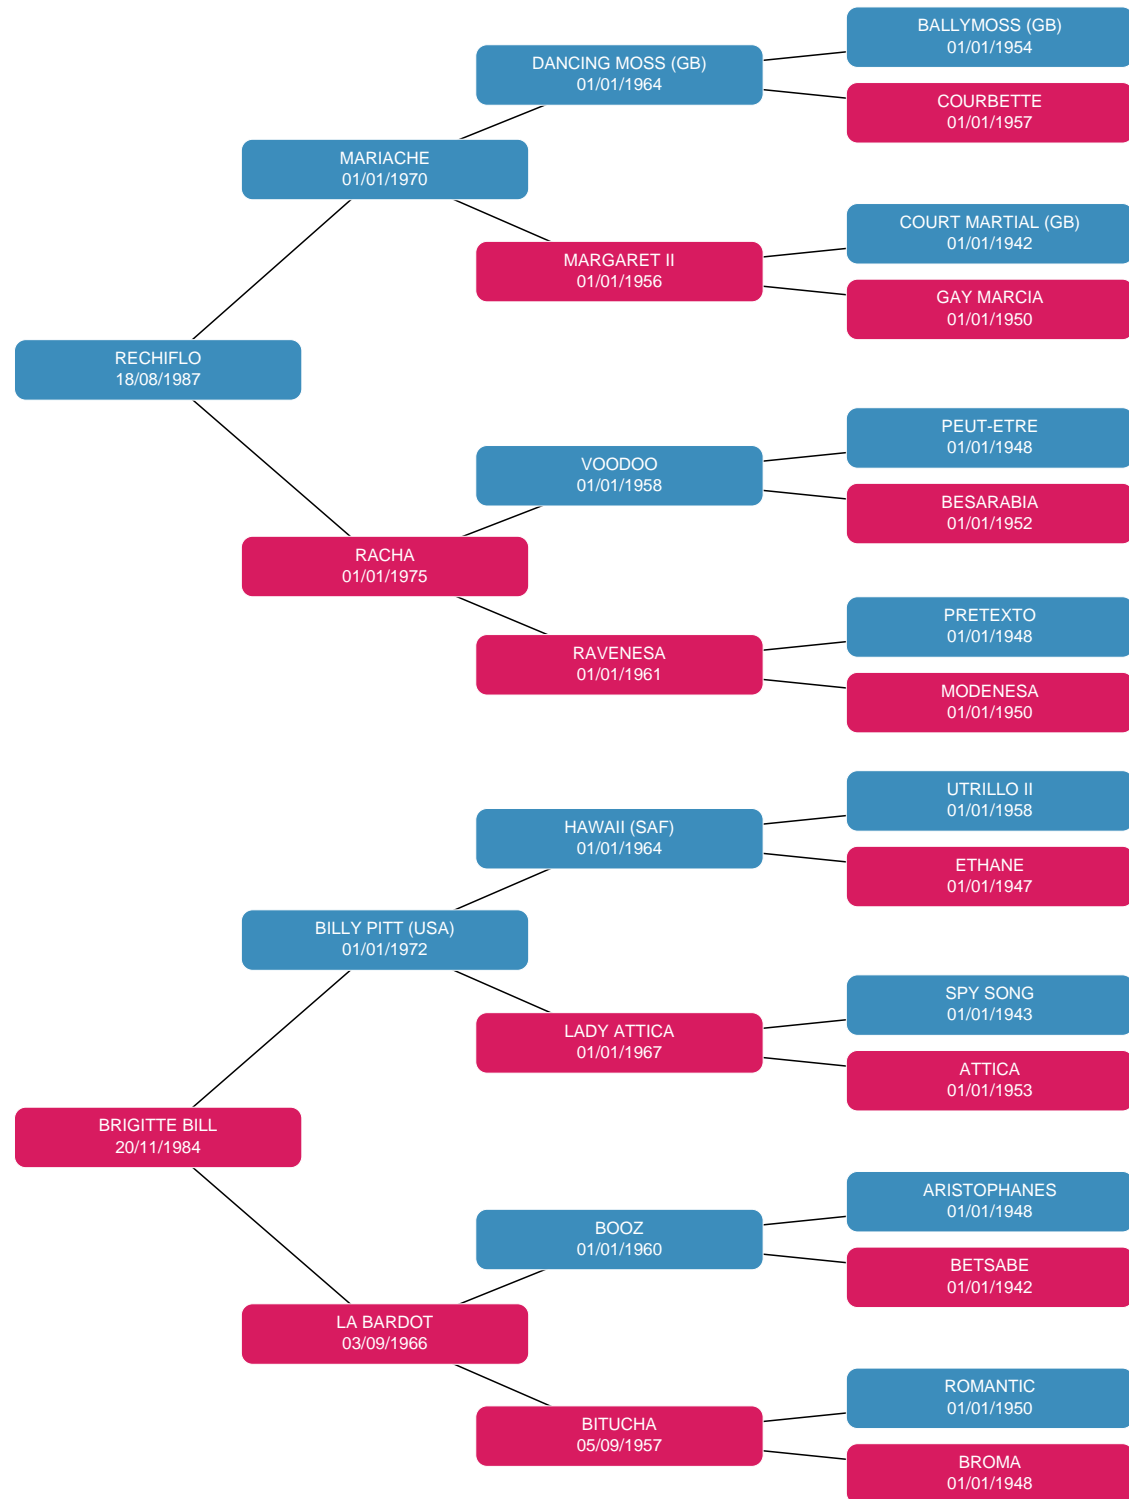 BALLYMOSS (GB)
01/01/1954
DANCING MOSS (GB)
01/01/1964
COURBETTE
01/01/1957
MARIACHE
01/01/1970
COURT MARTIAL (GB)
01/01/1942
MARGARET II
01/01/1956
GAY MARCIA
01/01/1950
RECHIFLO
18/08/1987
PEUT-ETRE
01/01/1948
VOODOO
01/01/1958
BESARABIA
01/01/1952
RACHA
01/01/1975
PRETEXTO
01/01/1948
RAVENESA
01/01/1961
MODENESA
01/01/1950
UTRILLO II
01/01/1958
HAWAII (SAF)
01/01/1964
ETHANE
01/01/1947
BILLY PITT (USA)
01/01/1972
SPY SONG
01/01/1943
LADY ATTICA
01/01/1967
ATTICA
01/01/1953
BRIGITTE BILL
20/11/1984
ARISTOPHANES
01/01/1948
BOOZ
01/01/1960
BETSABE
01/01/1942
LA BARDOT
03/09/1966
ROMANTIC
01/01/1950
BITUCHA
05/09/1957
BROMA
01/01/1948